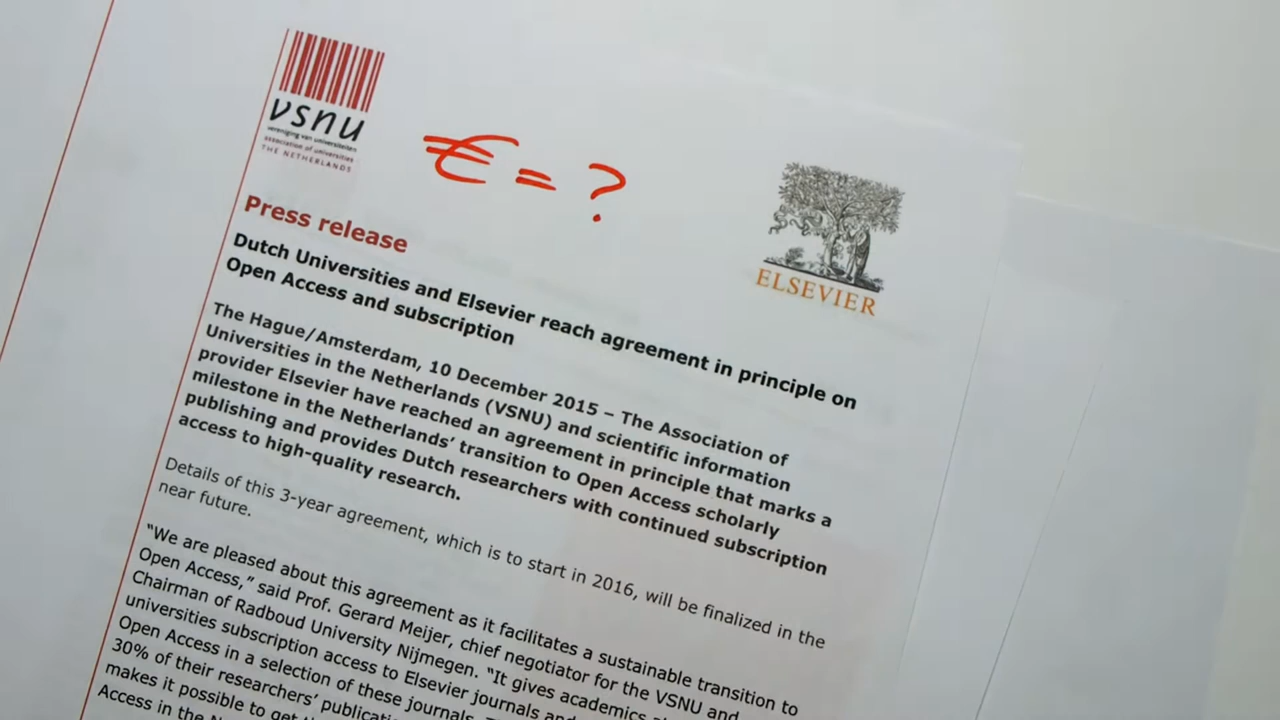 vsnu
vereniging van universiteiten
association of universities
THE NETHERLANDS
€ = ?
ELSEVIER
Press release
Dutch Universities and Elsevier reach agreement in principle on
Open Access and subscription
The Hague/Amsterdam, 10 December 2015 – The Association of
Universities in the Netherlands (VSNU) and scientific information
provider Elsevier have reached an agreement in principle that marks a
milestone in the Netherlands’ transition to Open Access scholarly
publishing and provides Dutch researchers with continued subscription
access to high-quality research.
Details of this 3-year agreement, which is to start in 2016, will be finalized in the
near future.
“We are pleased about this agreement as it facilitates a sustainable transition to
Open Access,” said Prof. Gerard Meijer, chief negotiator for the VSNU and
Chairman of Radboud University Nijmegen. “It gives academics
universities subscription access to Elsevier journals and
Open Access in a selection of these journals.
30% of their researchers’
makes it possible to get
Access in the